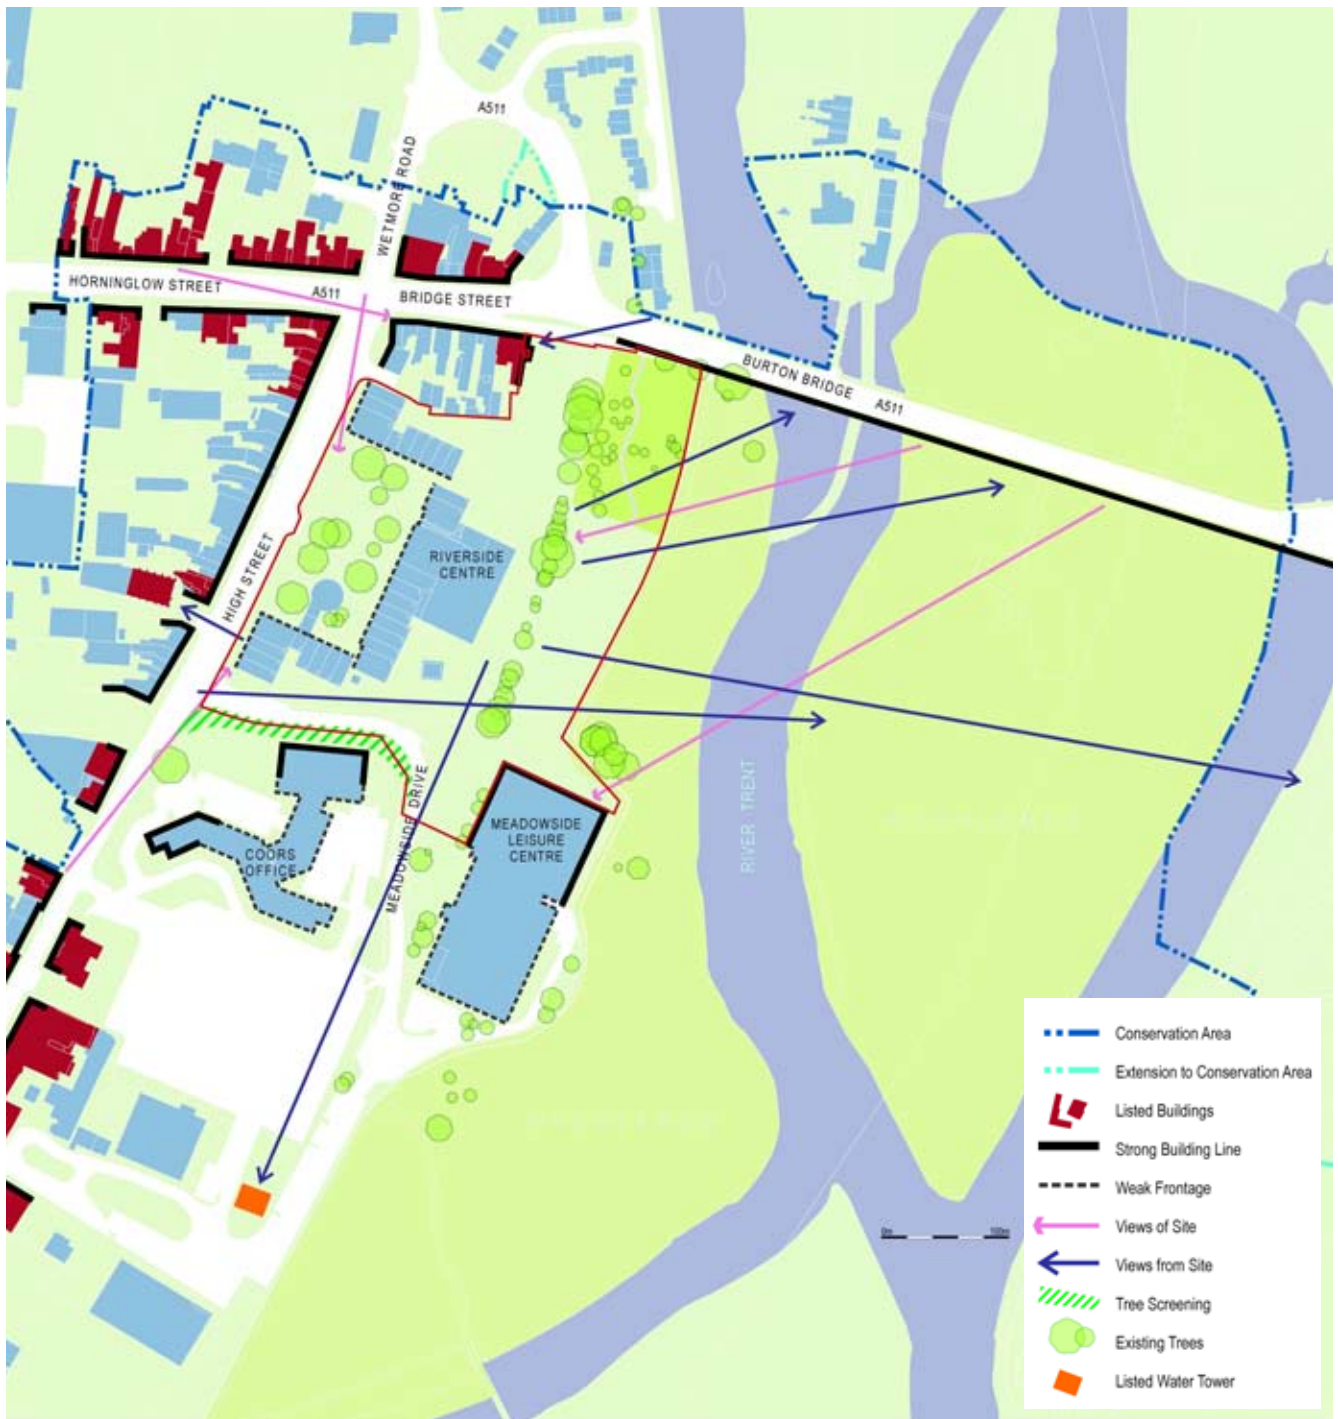 A511
WETMORE ROAD
HORNINGLOW STREET
A511
BRIDGE STREET
BURTON BRIDGE
A511
HIGH STREET
RIVERSIDE
CENTRE
RIVER TRENT
MEADOWSIDE DRIVE
MEADOWSIDE
LEISURE
CENTRE
COORS
OFFICE
0m
100m
Conservation Area
Extension to Conservation Area
Listed Buildings
Strong Building Line
Weak Frontage
Views of Site
Views from Site
Tree Screening
Existing Trees
Listed Water Tower